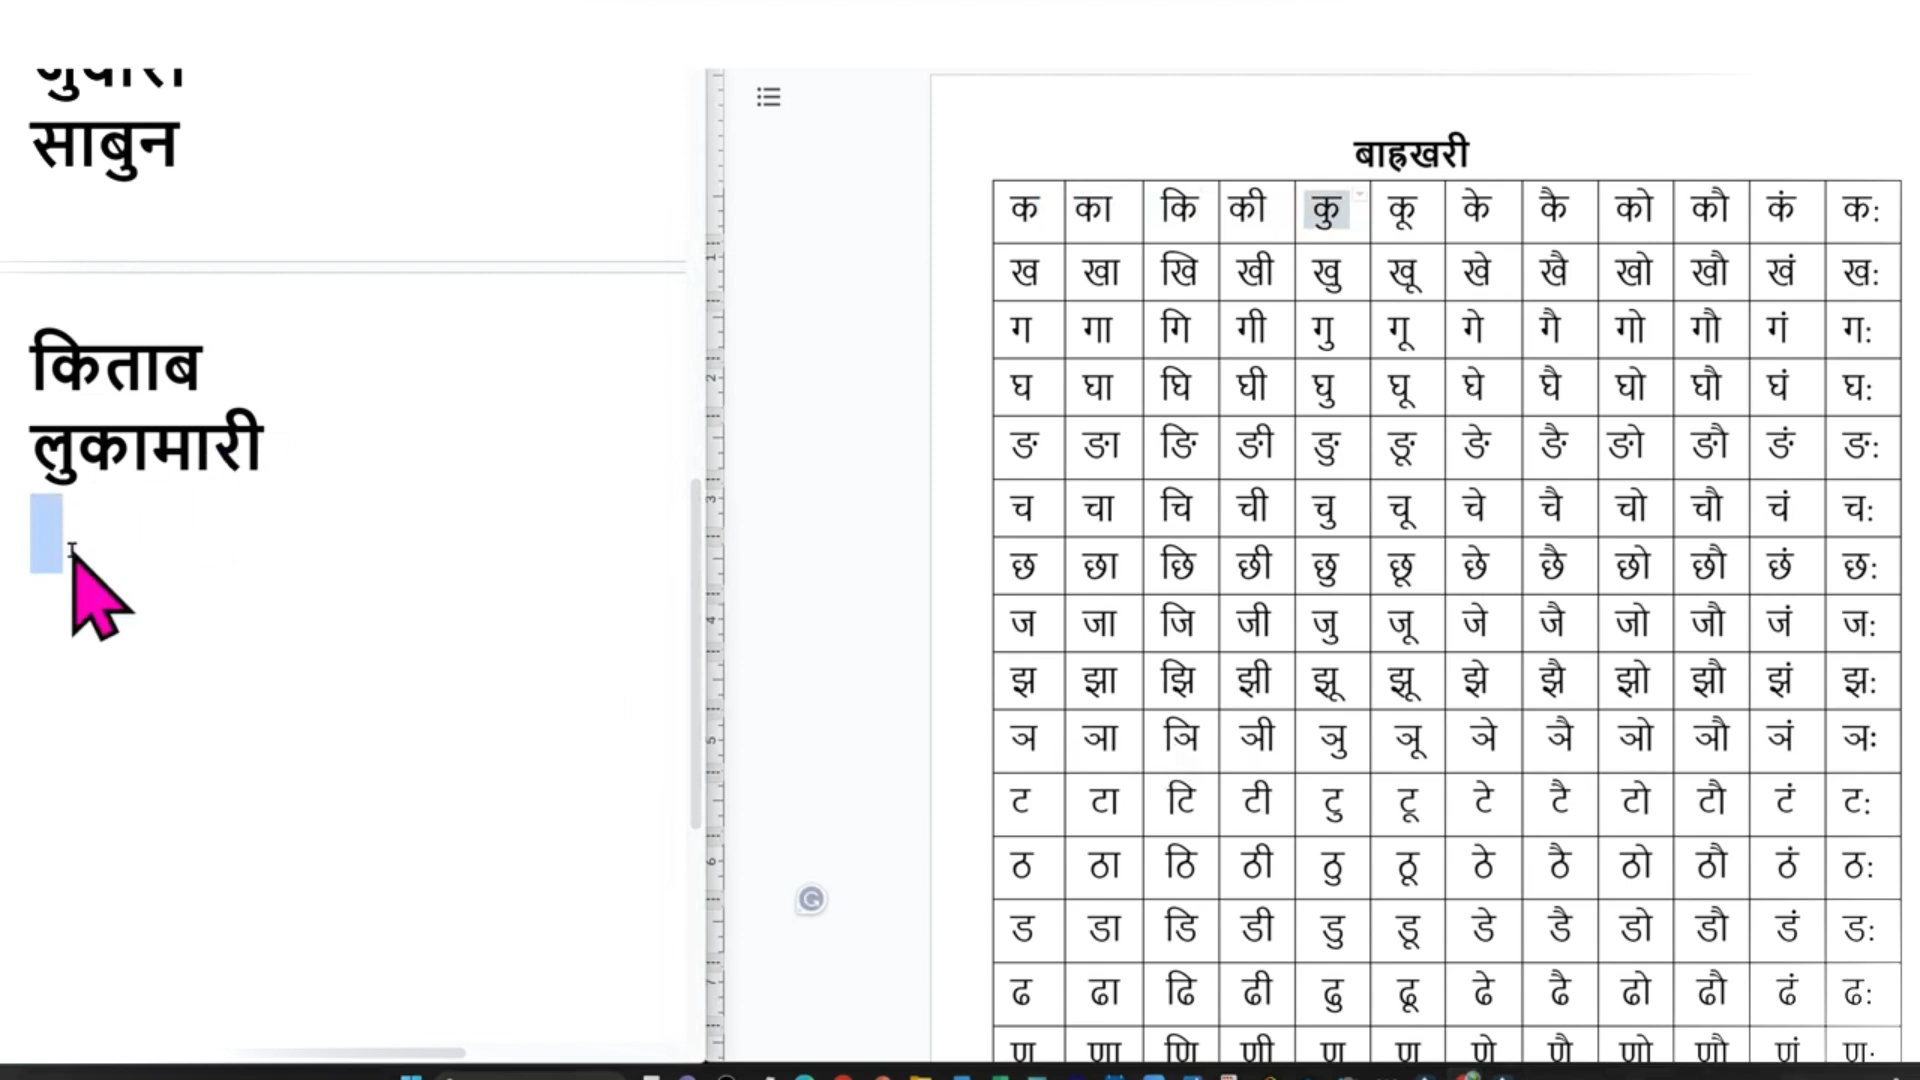 साबुन
किताब
लुकामारी
बाह्रखरी
क का कि की कु कू के कै को कौ कं क:
ख खा खि खी खु खू खे खै खो खौ खं ख:
ग गा गि गी गु गू गे गै गो गौ गं ग:
घ घा घि घी घु घू घे घै घो घौ घं घ:
ङ ङा ङि ङी ङु ङू ङे ङै ङो ङौ ङं ङ:
च चा चि ची चु चू चे चै चो चौ चं च:
छ छा छि छी छु छू छे छै छो छौ छं छ:
ज जा जि जी जु जू जे जै जो जौ जं ज:
झ झा झि झी झू झू झे झै झो झौ झं झ:
ञ ञा ञि ञी ञु ञू ञे ञै ञो ञौ ञं ञ:
ट टा टि टी टु टू टे टै टो टौ टं ट:
ठ ठा ठि ठी ठु ठू ठे ठै ठो ठौ ठं ठ:
ड डा डि डी डु डू डे डै डो डौ डं ड:
ढ ढा ढि ढी ढु ढू ढे ढै ढो ढौ ढं ढ: